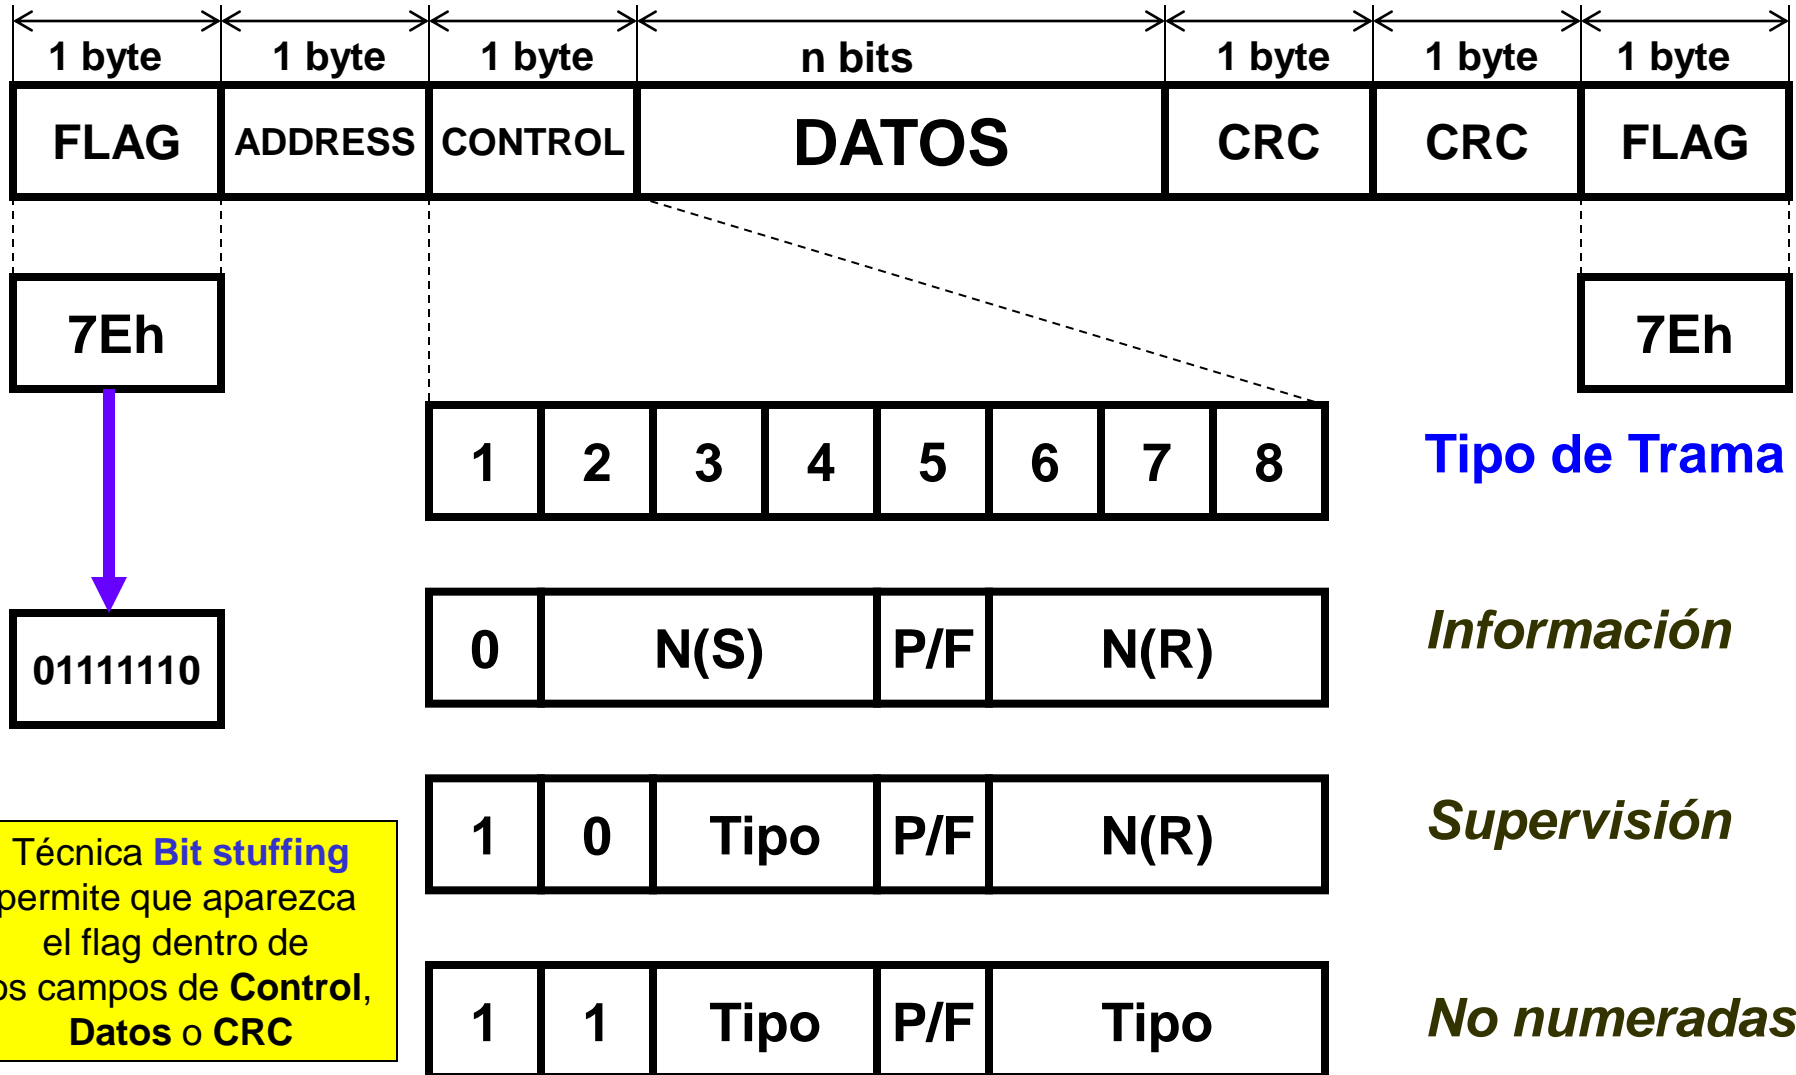 1 byte 1 byte 1 byte n bits 1 byte 1 byte 1 byte
FLAG ADDRESS CONTROL DATOS CRC CRC FLAG
7Eh 7Eh
1 2 3 4 5 6 7 8 Tipo de Trama
0 N(S) P/F N(R) Información
01111110
1 0 Tipo P/F N(R) Supervisión
Técnica Bit stuffing
permite que aparezca
el flag dentro de
os campos de Control,
Datos o CRC
1 1 Tipo P/F Tipo No numeradas